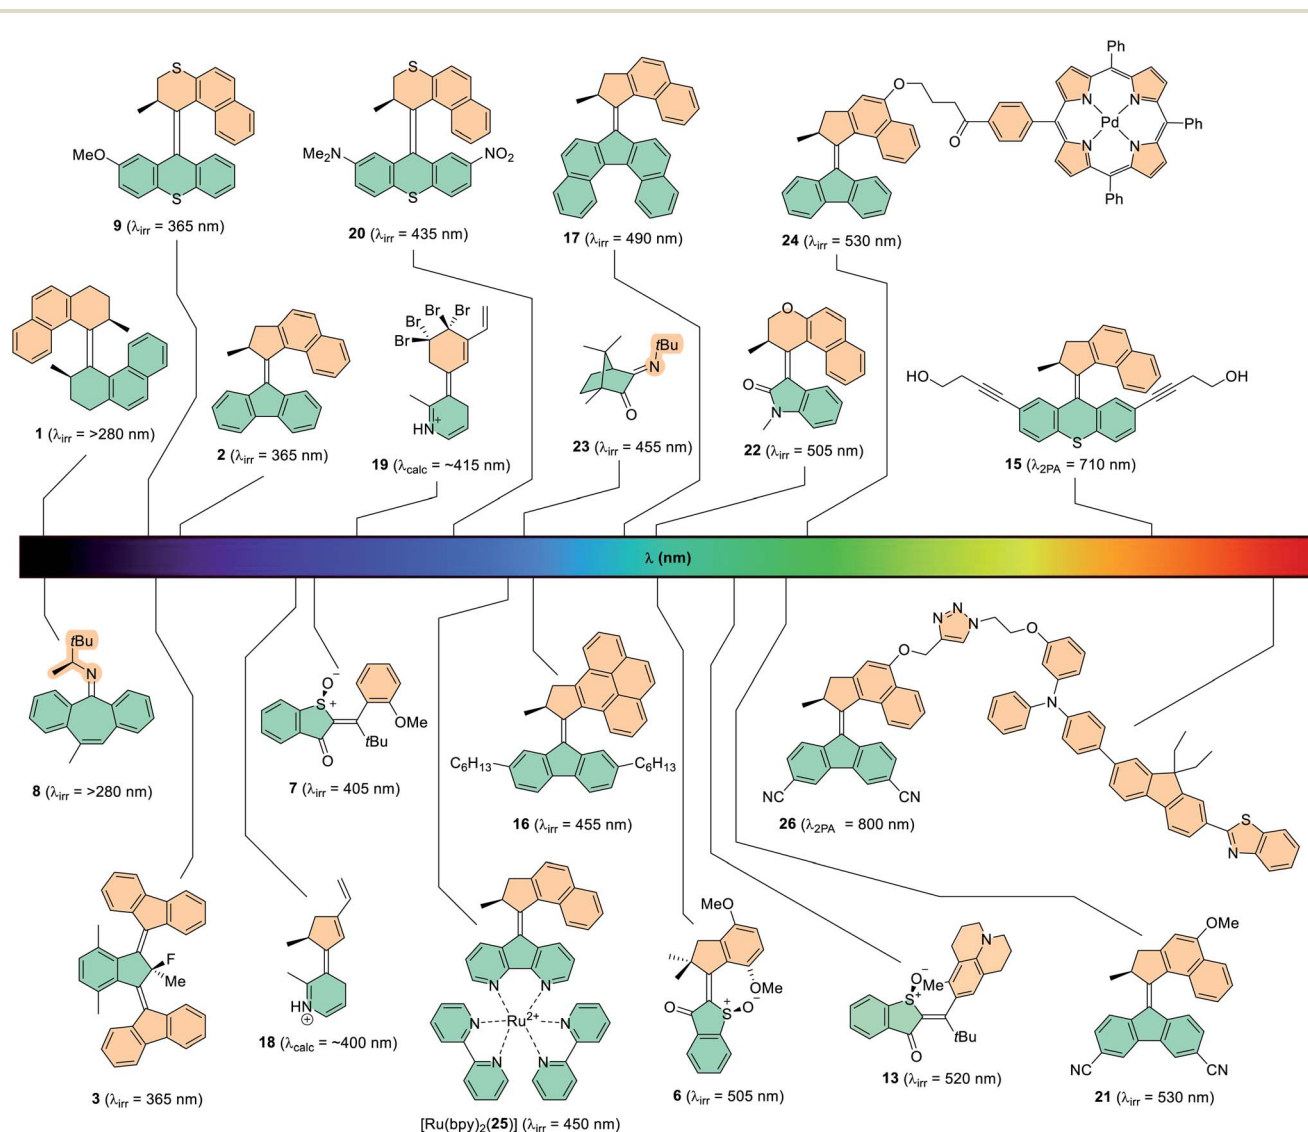 S
MeO
S
9 (λirr = 365 nm)
S
Me2N
NO2
S
20 (λirr = 435 nm)
17 (λirr = 490 nm)
O
O
24 (λirr = 530 nm)
Ph
N
N
Pd
N
N
Ph
Ph
1 (λirr = >280 nm)
2 (λirr = 365 nm)
Br
Br
Br
Br
HN
+
19 (λcalc = ~415 nm)
tBu
N
O
23 (λirr = 455 nm)
O
O
N
22 (λirr = 505 nm)
HO
OH
S
15 (λ2PA = 710 nm)
λ (nm)
tBu
N
8 (λirr = >280 nm)
O−
S
+
OMe
tBu
O
7 (λirr = 405 nm)
C6H13
C6H13
16 (λirr = 455 nm)
N
N
N
O
O
N
NC
CN
26 (λ2PA = 800 nm)
S
N
F
Me
3 (λirr = 365 nm)
HN
+
18 (λcalc = ~400 nm)
N
N
Ru2+
N
N
N
N
[Ru(bpy)2(25)] (λirr = 450 nm)
MeO
OMe
O
S
+
O−
6 (λirr = 505 nm)
N
O−
Me
S
+
tBu
O
13 (λirr = 520 nm)
OMe
NC
CN
21 (λirr = 530 nm)